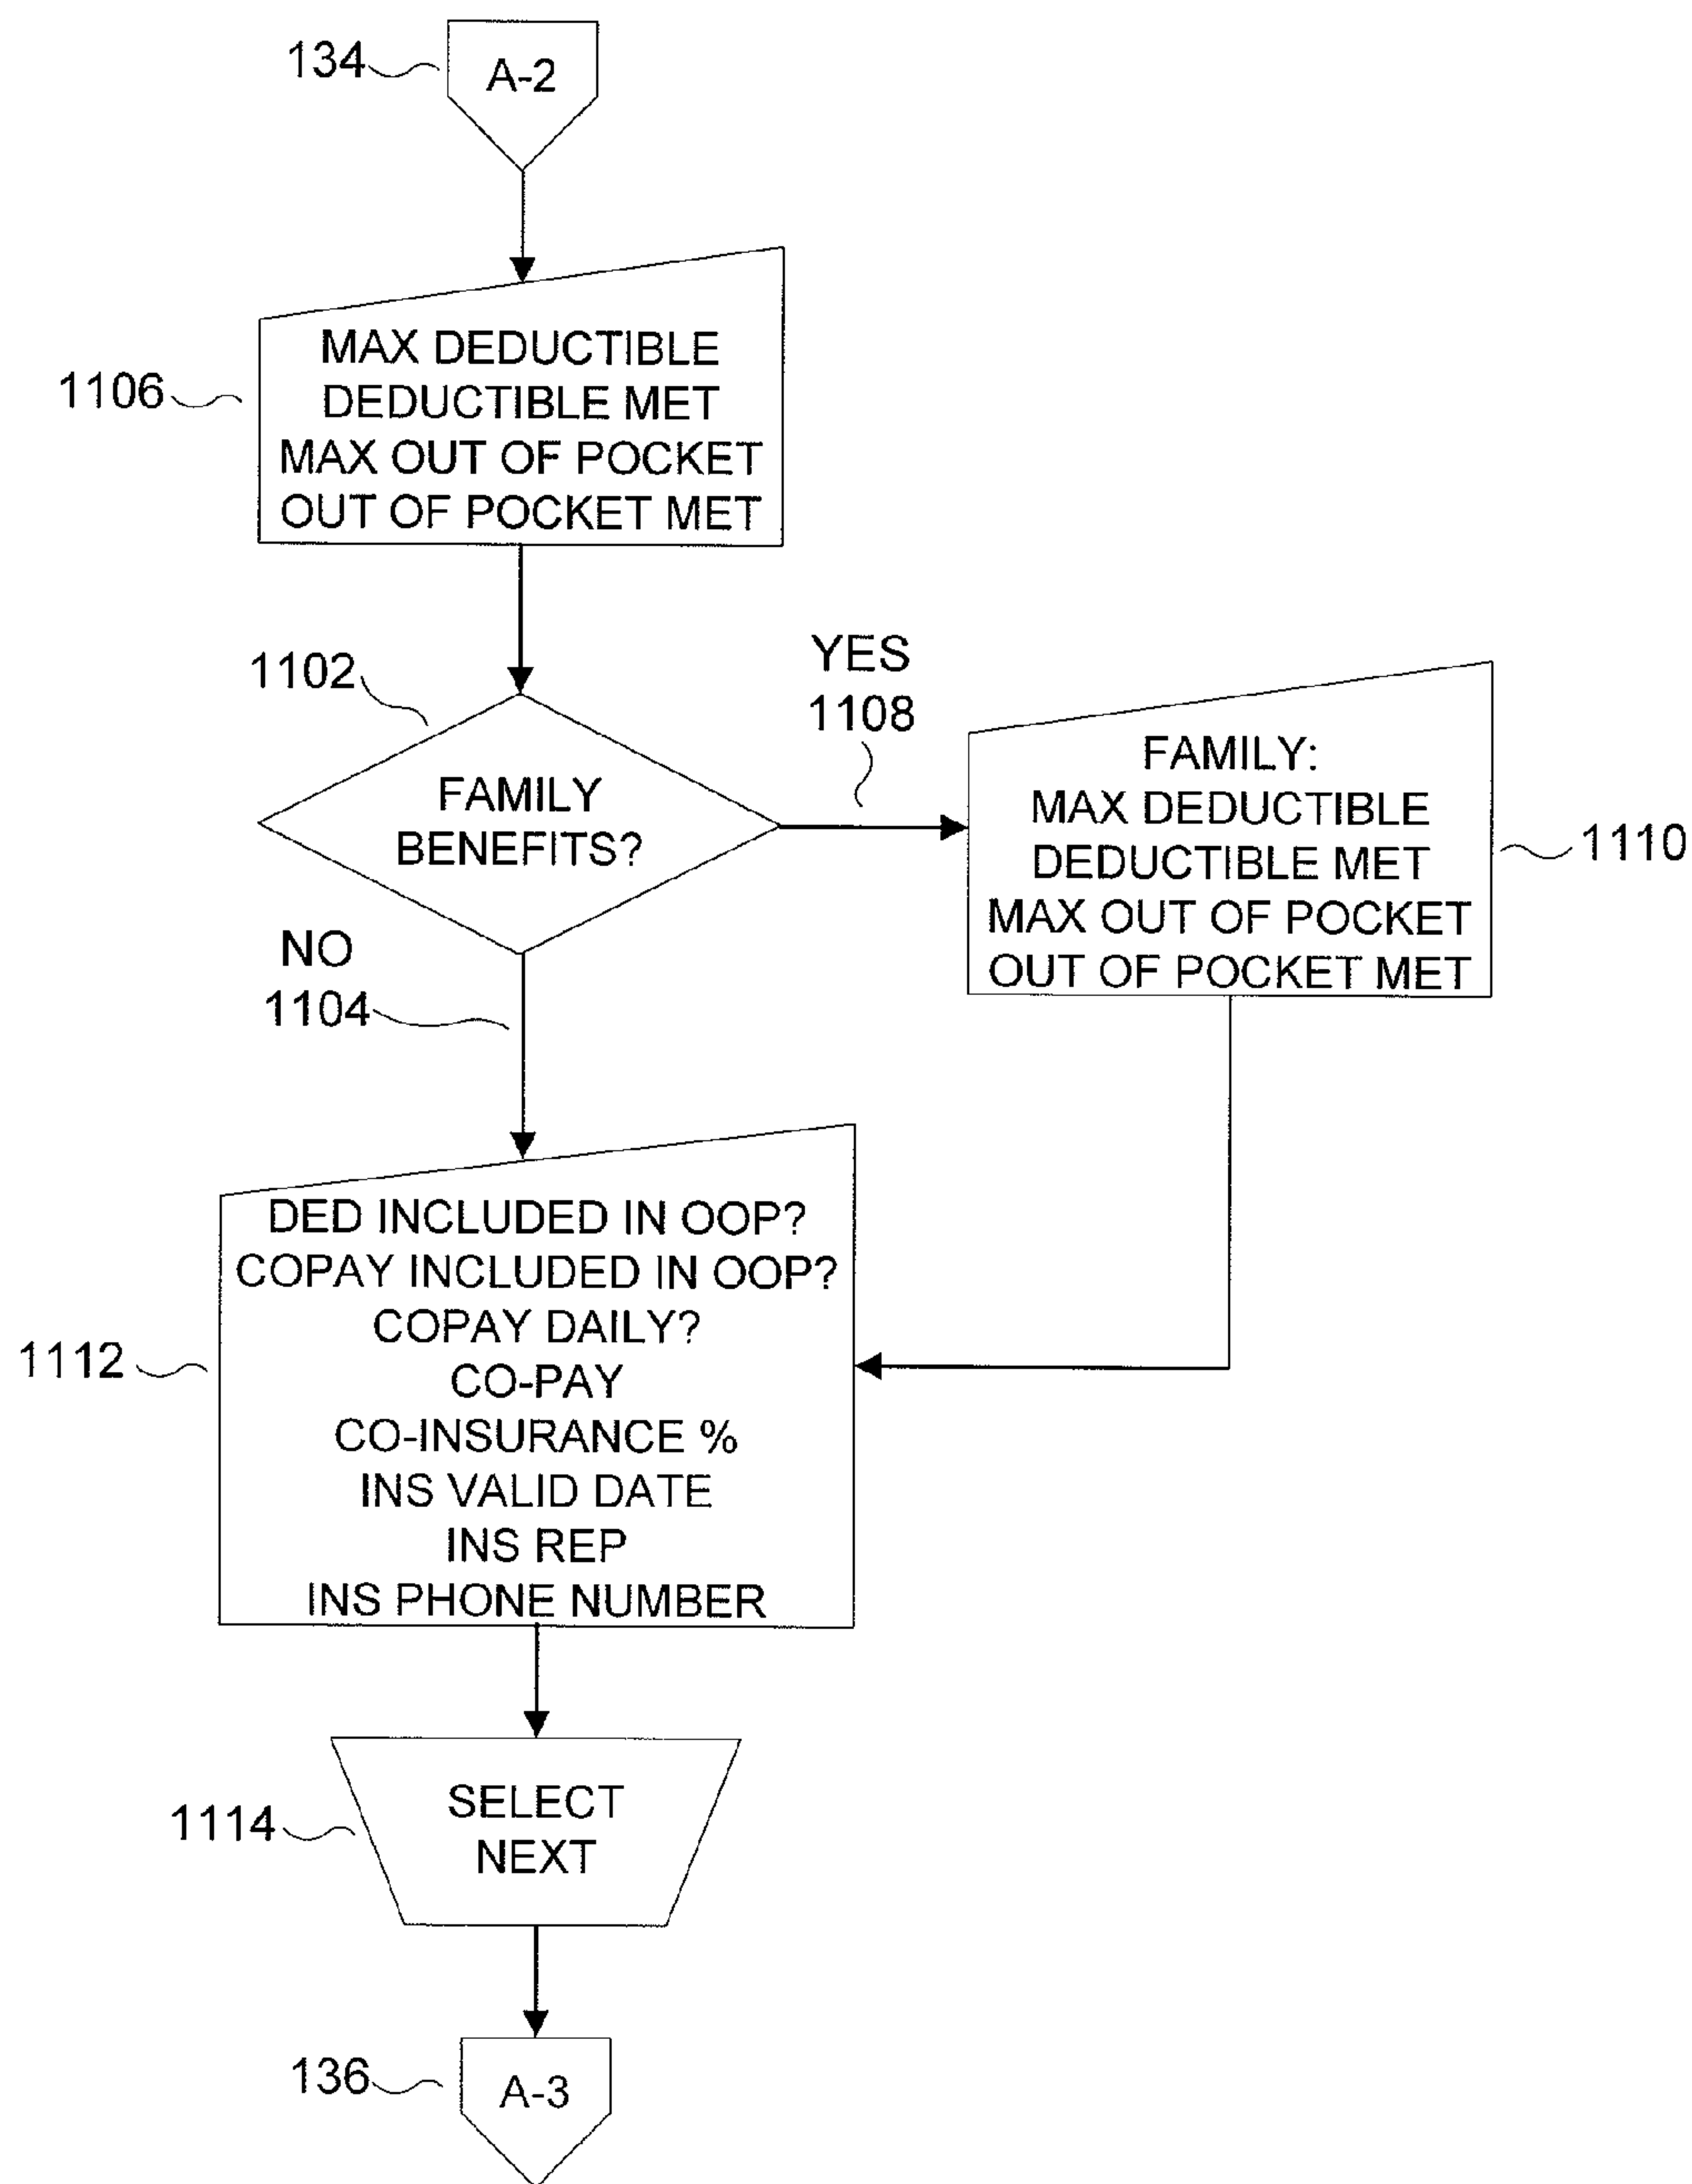 134
A-2
1106
MAX DEDUCTIBLE
DEDUCTIBLE MET
MAX OUT OF POCKET
OUT OF POCKET MET
1102
FAMILY
BENEFITS?
YES
1108
FAMILY:
MAX DEDUCTIBLE
DEDUCTIBLE MET
MAX OUT OF POCKET
OUT OF POCKET MET
1110
NO
1104
1112
DED INCLUDED IN OOP?
COPAY INCLUDED IN OOP?
COPAY DAILY?
CO-PAY
CO-INSURANCE %
INS VALID DATE
INS REP
INS PHONE NUMBER
1114
SELECT
NEXT
136
A-3